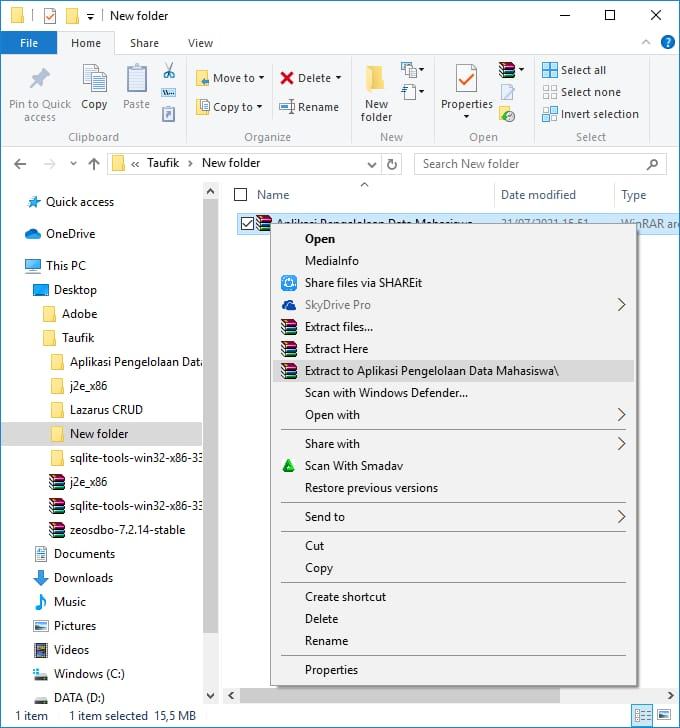 New folder
File Home Share View
Pin to Quick access
Copy
Paste
Clipboard
Move to
Copy to
Delete
Rename
Organize
New folder
New
Properties
Open
Select all
Select none
Invert selection
Select
« Taufik > New folder
Search New folder
Name Date modified Type
Aplikasi Pengelolaan Data Mahasiswa 31/07/2021 15.51 WinRAR arc
Quick access
OneDrive
This PC
Desktop
Adobe
Taufik
Aplikasi Pengelolaan Data
j2e_x86
Lazarus CRUD
New folder
sqlite-tools-win32-x86-33
j2e_x86
sqlite-tools-win32-x86-33
zeosdbo-7.2.14-stable
Documents
Downloads
Music
Pictures
Videos
Windows (C:)
DATA (D:)
Open
MediaInfo
Share files via SHAREit
SkyDrive Pro
Extract files...
Extract Here
Extract to Aplikasi Pengelolaan Data Mahasiswa\
Scan with Windows Defender...
Open with
Share with
Scan With Smadav
Restore previous versions
Send to
Cut
Copy
Create shortcut
Delete
Rename
Properties
1 item 1 item selected 15,5 MB